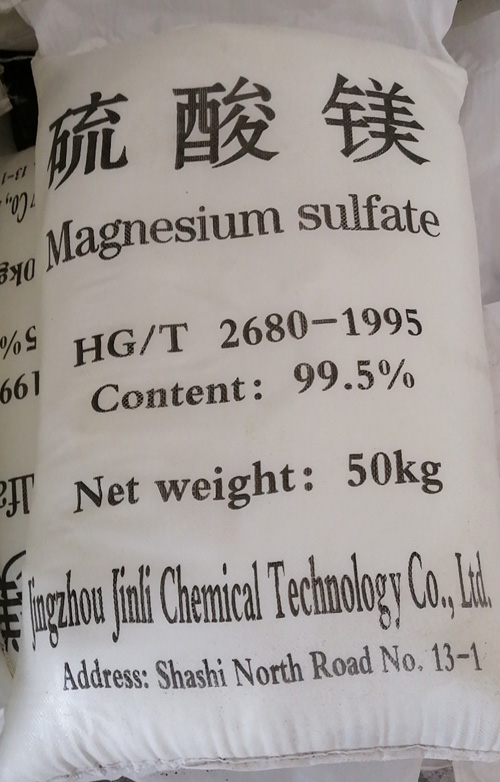 硫酸镁
Magnesium sulfate
HG/T 2680-1995
Content: 99.5%
Net weight: 50kg
Jingzhou Jinli Chemical Technology Co., Ltd.
Address: Shashi North Road No. 13-1